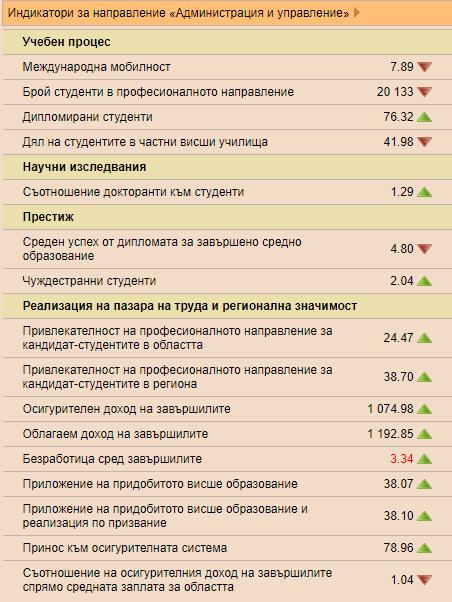 Индикатори за направление «Администрация и управление»
Учебен процес
Международна мобилност 7.89
Брой студенти в професионалното направление 20 133
Дипломирани студенти 76.32
Дял на студентите в частни висши училища 41.98
Научни изследвания
Съотношение докторанти към студенти 1.29
Престиж
Среден успех от дипломата за завършено средно
образование 4.80
Чуждестранни студенти 2.04
Реализация на пазара на труда и регионална значимост
Привлекателност на професионалното направление за
кандидат-студентите в областта 24.47
Привлекателност на професионалното направление за
кандидат-студентите в региона 38.70
Осигурителен доход на завършилите 1 074.98
Облагаем доход на завършилите 1 192.85
Безработица сред завършилите 3.34
Приложение на придобитото висше образование 38.07
Приложение на придобитото висше образование и
реализация по призвание 38.10
Принос към осигурителната система 78.96
Съотношение на осигурителния доход на завършилите
спрямо средната заплата за областта 1.04